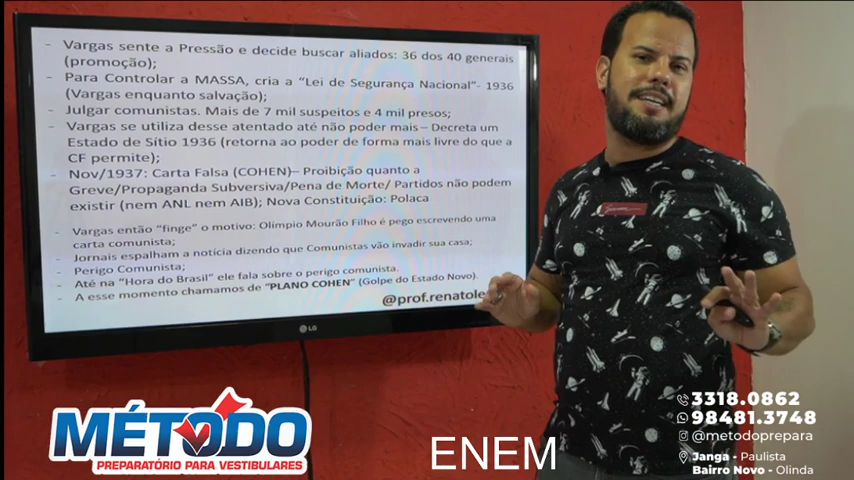 - Vargas sente a Pressão e decide buscar aliados: 36 dos 40 generais
(promoção);
- Para Controlar a MASSA, cria a “Lei de Segurança Nacional”- 1936
(Vargas enquanto salvação);
- Julgar comunistas. Mais de 7 mil suspeitos e 4 mil presos;
- Vargas se utiliza desse atentado até não poder mais – Decreta um
Estado de Sítio 1936 (retorna ao poder de forma mais livre do que a
CF permite);
- Nov/1937: Carta Falsa (COHEN)– Proibição quanto a
Greve/Propaganda Subversiva/Pena de Morte/ Partidos não podem
existir (nem ANL nem AIB); Nova Constituição: Polaca
- Vargas então “finge” o motivo: Olímpio Mourão Filho é pego escrevendo uma
carta comunista;
- Jornais espalham a notícia dizendo que Comunistas vão invadir sua casa;
- Perigo Comunista;
- Até na “Hora do Brasil” ele fala sobre o perigo comunista.
- A esse momento chamamos de “PLANO COHEN” (Golpe do Estado Novo).
@prof.renatole
LG
MÉTODO
PREPARATÓRIO PARA VESTIBULARES
ENEM
3318.0862
98481.3748
@metodoprepara
Janga - Paulista
Bairro Novo - Olinda